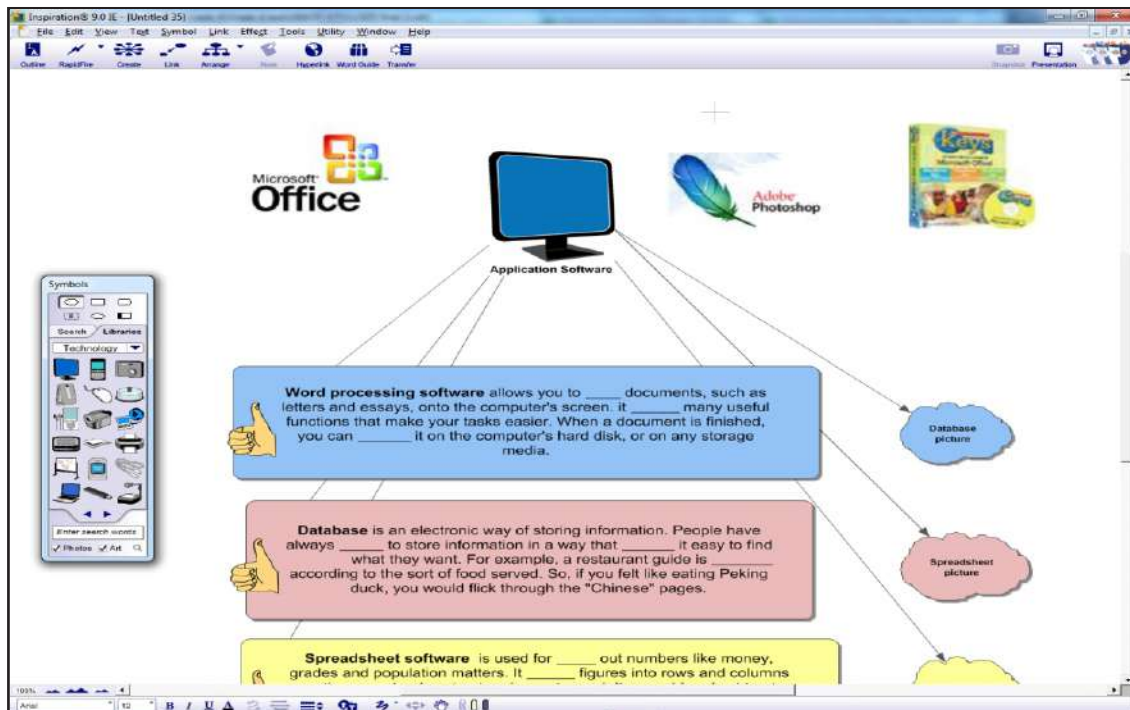 Inspiration® 9.0 IE - [Untitled 35]
File Edit View Text Symbol Link Effect Tools Utility Window Help
Outline RapidFire Create Link Arrange Hyperlink Word Guide Transfer Presentation
Microsoft
Office
Adobe
Photoshop
Keys
Microsoft Office
Application Software
Symbols
Search Libraries
Technology
Enter search words
Photos Art
Word processing software allows you to ____ documents, such as
letters and essays, onto the computer's screen. it ______ many useful
functions that make your tasks easier. When a document is finished,
you can ______ it on the computer's hard disk, or on any storage
media.
Database
picture
Database is an electronic way of storing information. People have
always ______ to store information in a way that ______ it easy to find
what they want. For example, a restaurant guide is _______
according to the sort of food served. So, if you felt like eating Peking
duck, you would flick through the "Chinese" pages.
Spreadsheet
picture
Spreadsheet software is used for _____ out numbers like money,
grades and population matters. It ______ figures into rows and columns
100%
Arial 12 B I U A